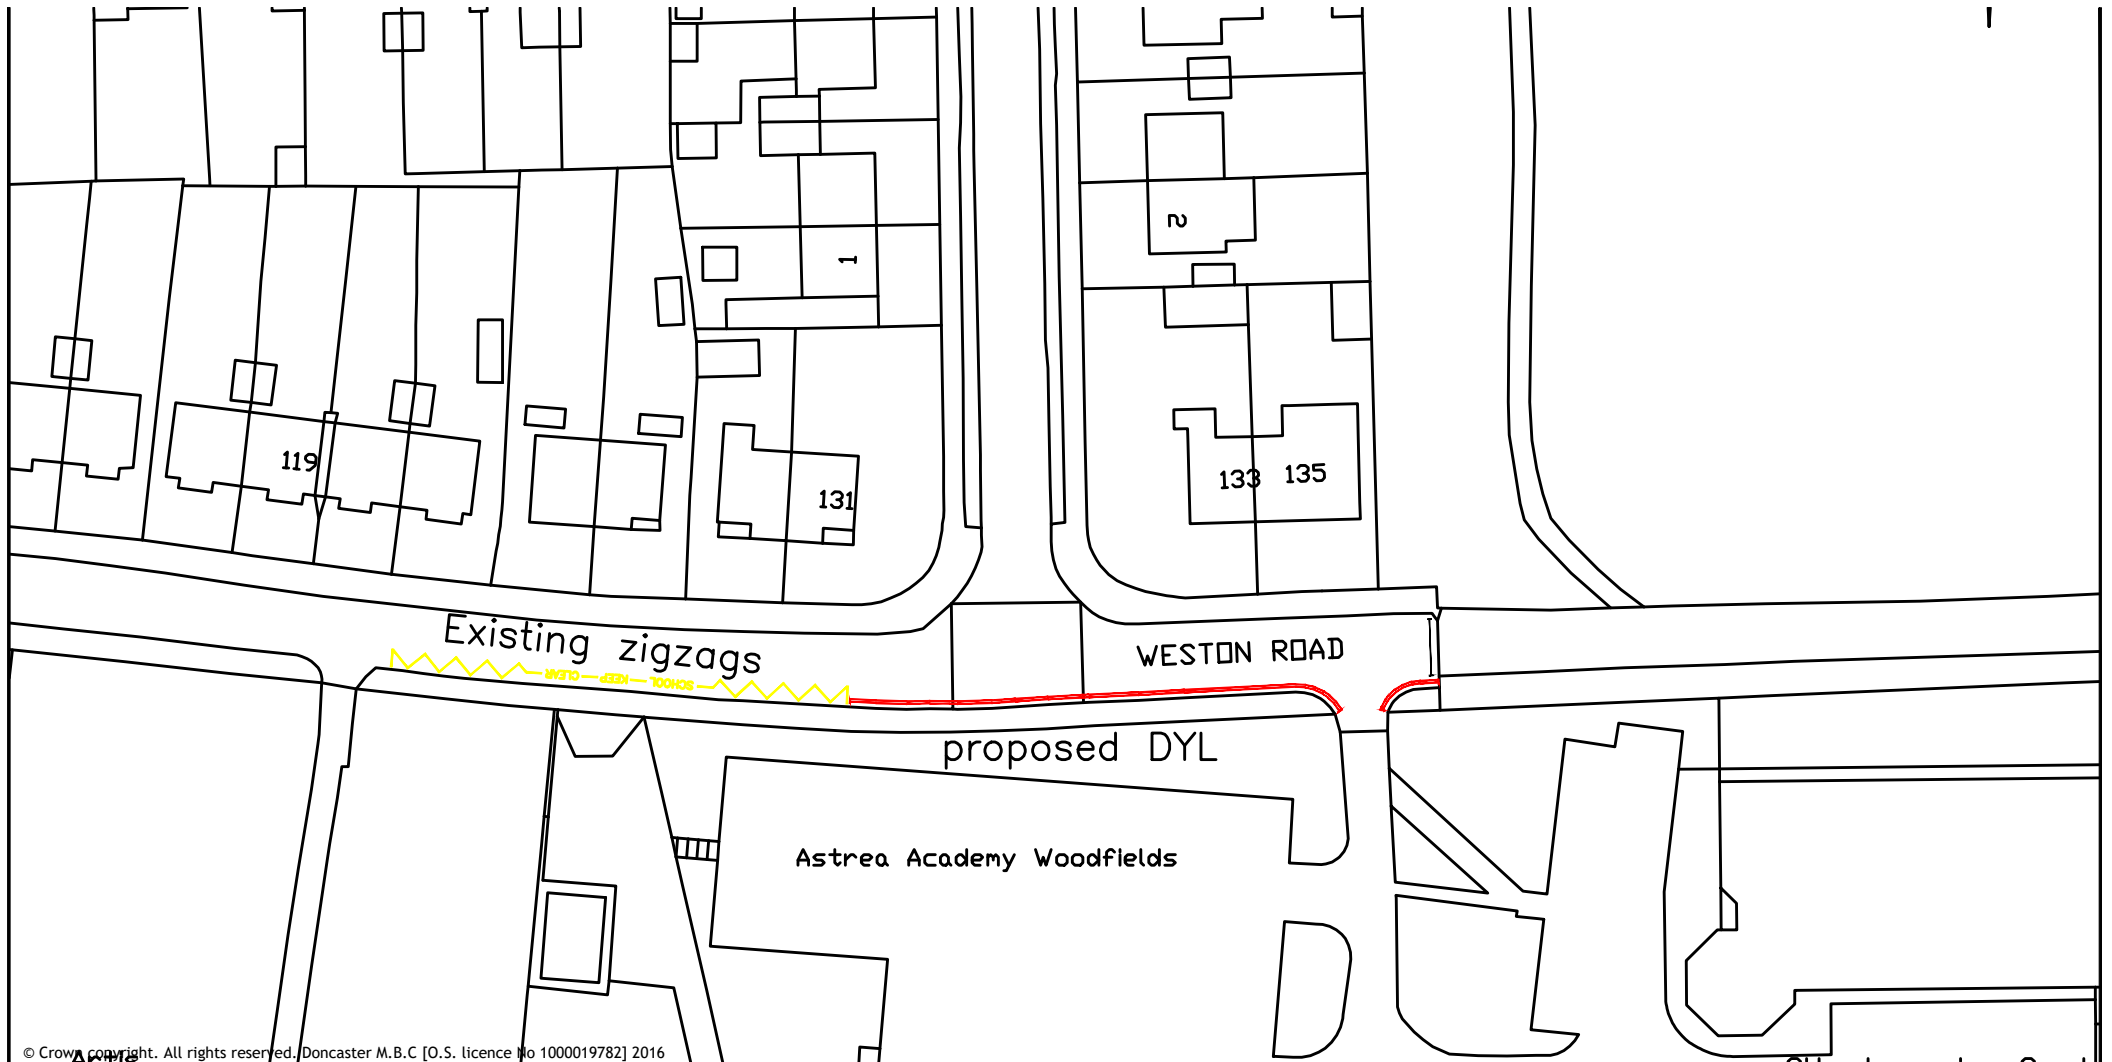 2
1
119
131
133 135
Existing zigzags
WESTON ROAD
SCHOOL KEEP CLEAR
proposed DYL
Astrea Academy Woodfields
© Crown copyright. All rights reserved. Doncaster M.B.C [O.S. licence No 1000019782] 2016